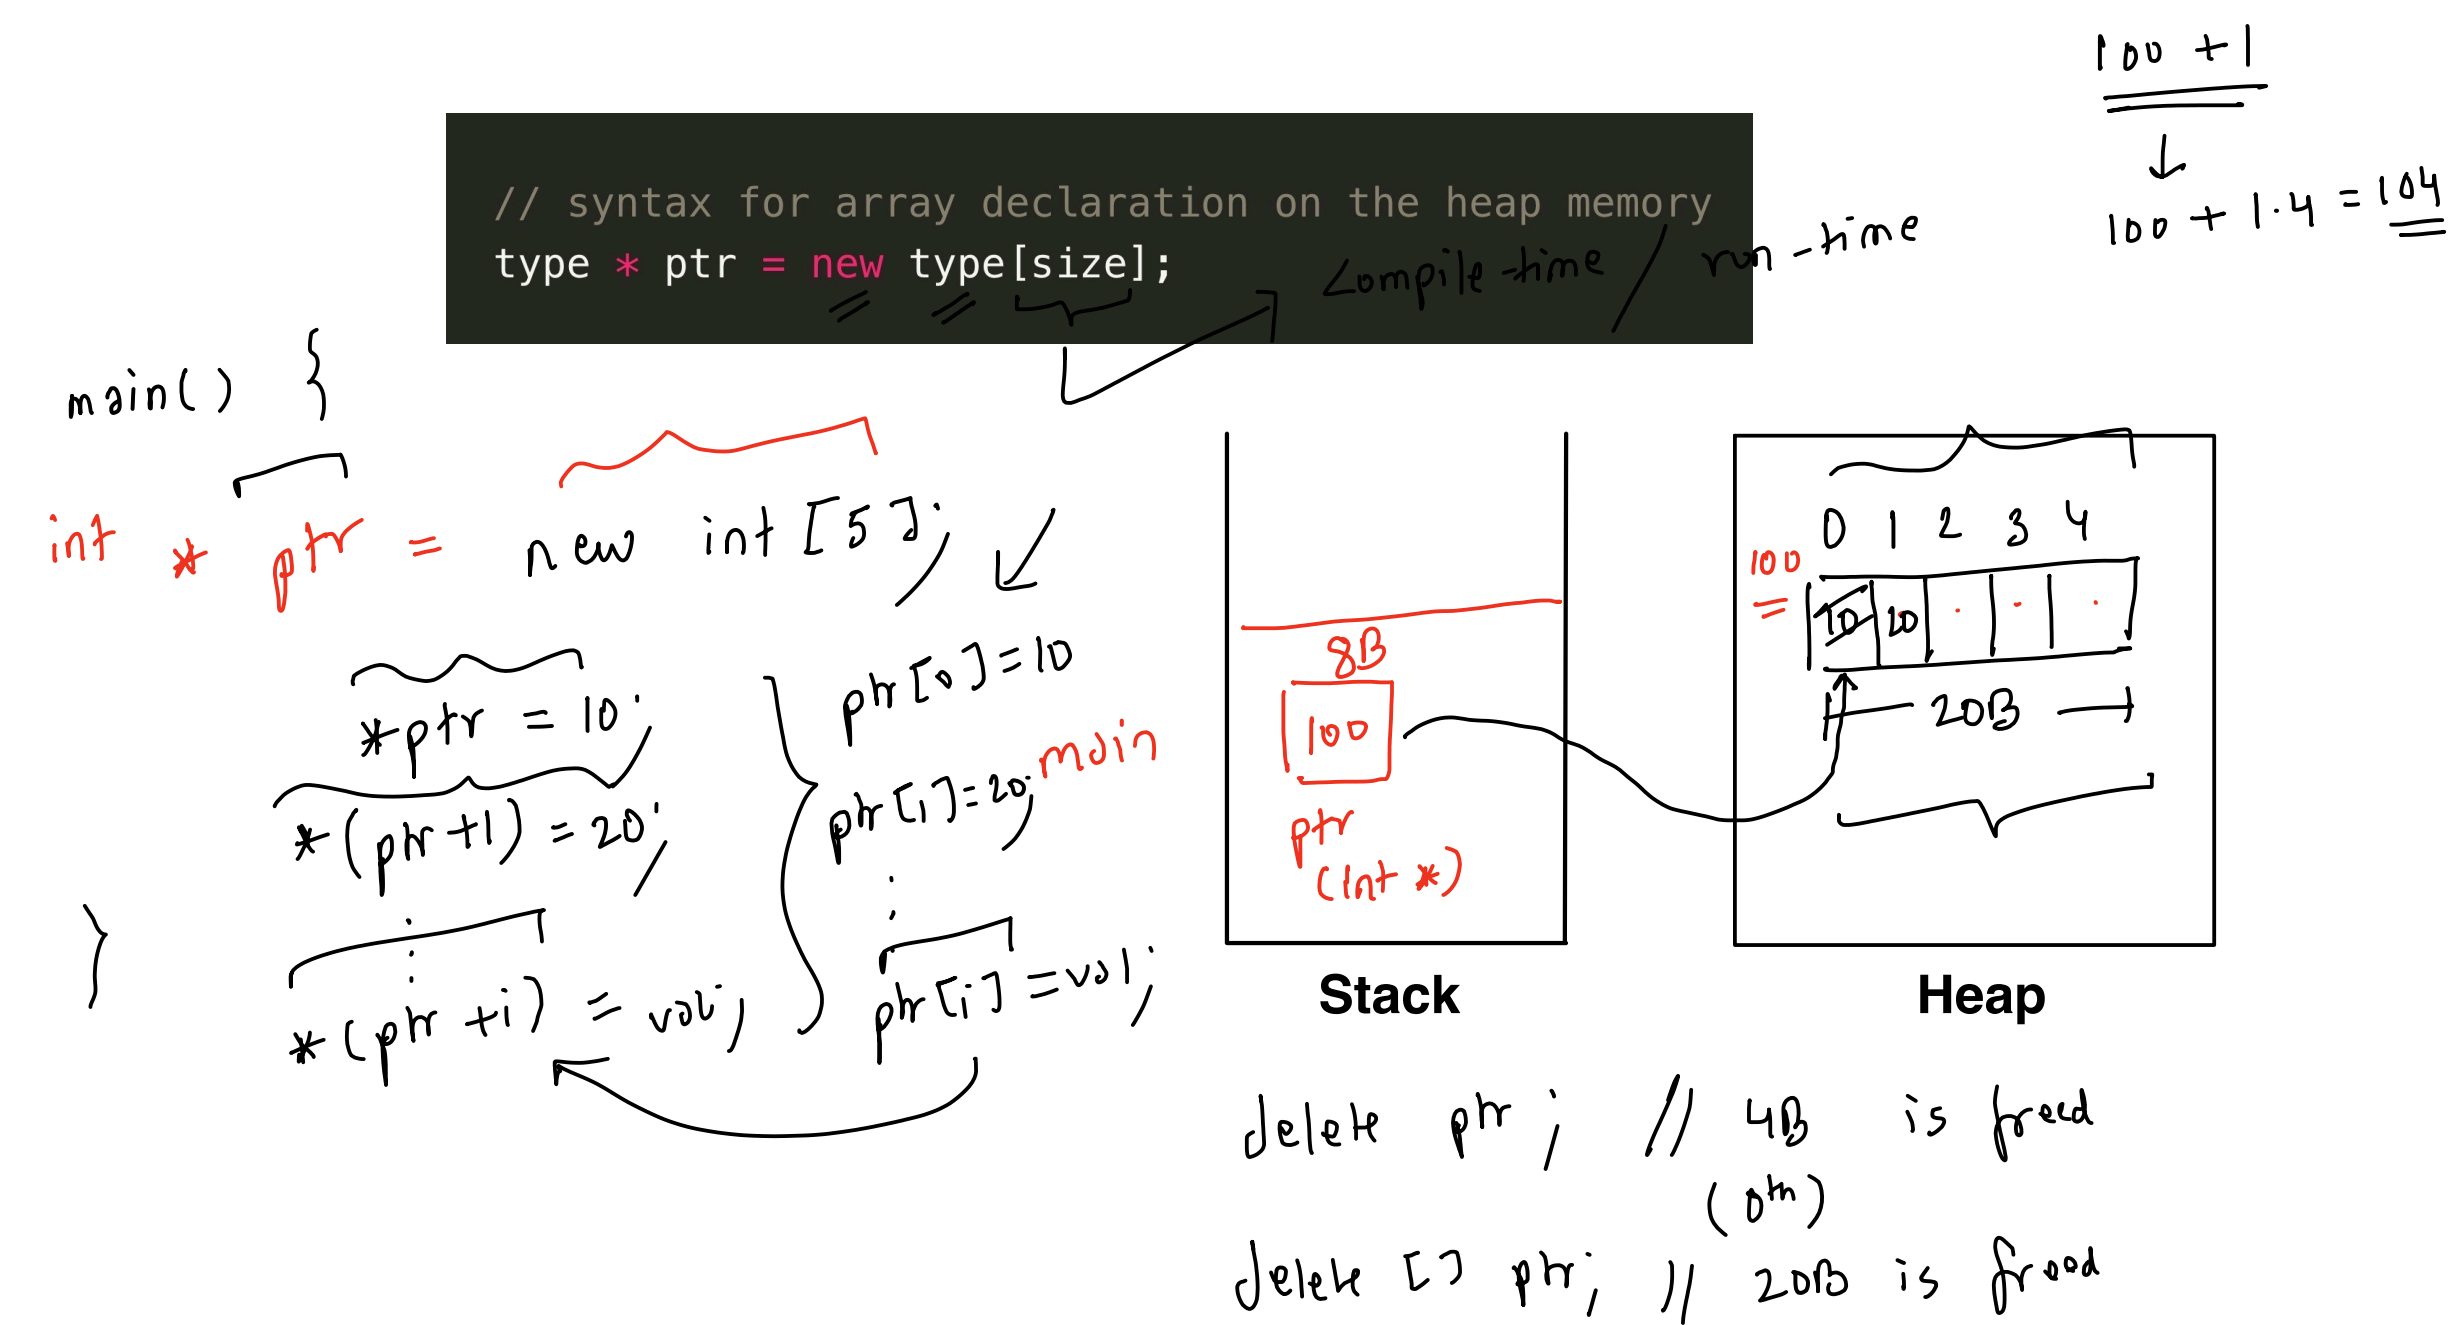 100 + 1
100 + 1.4 = 104
// syntax for array declaration on the heap memory
type * ptr = new type[size];
compile-time / run-time
main() {
int * ptr = new int [5];
*ptr = 10;
*(ptr+1) = 20;
⋮
*(ptr +i) = val;
}
ptr[0]=10
ptr[1]=20;
⋮
ptr[i]=val;
main
8B
100
ptr
(int *)
Stack
0 1 2 3 4
100
10 20
20B
Heap
delete ptr; // 4B is freed
(0th)
delete [] ptr; // 20B is freed